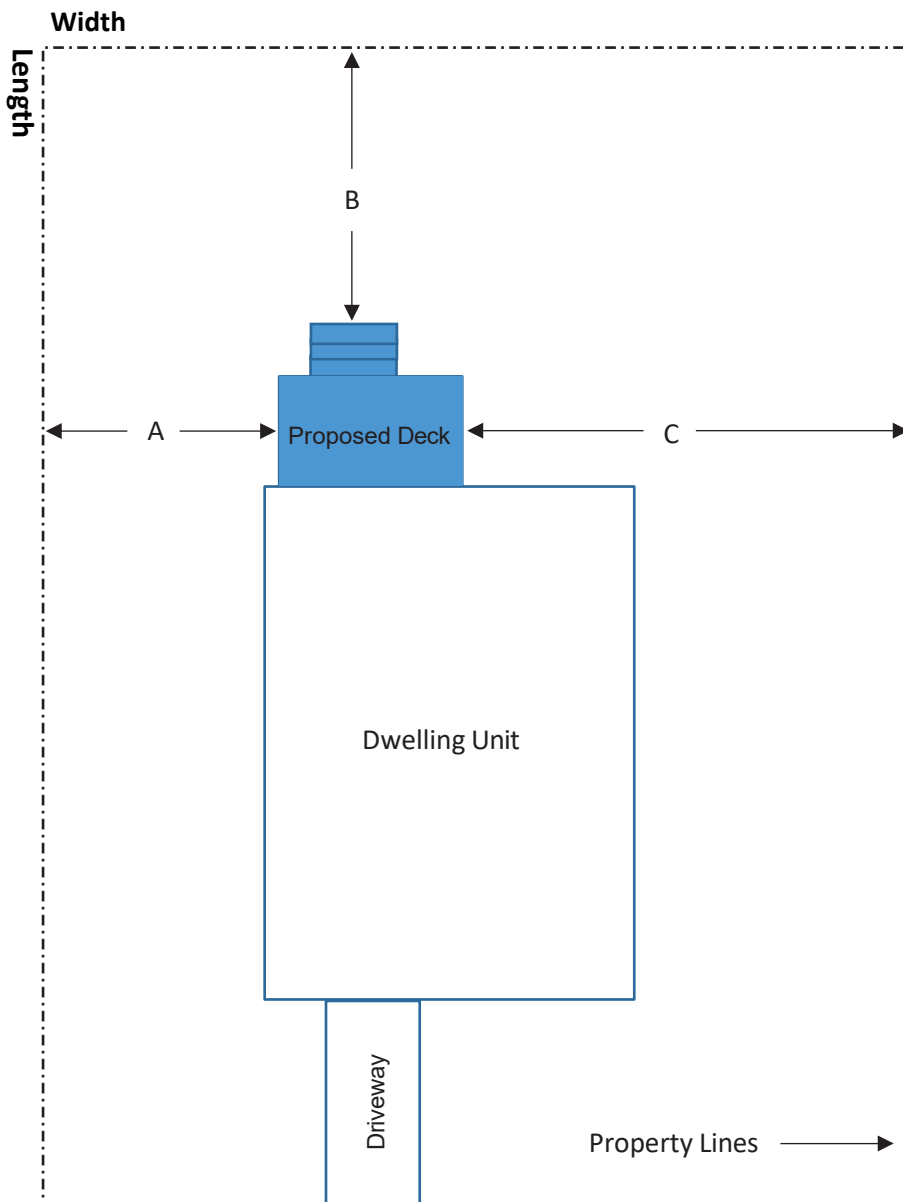 Width
Length
B
A
Proposed Deck
C
Dwelling Unit
Driveway
Property Lines